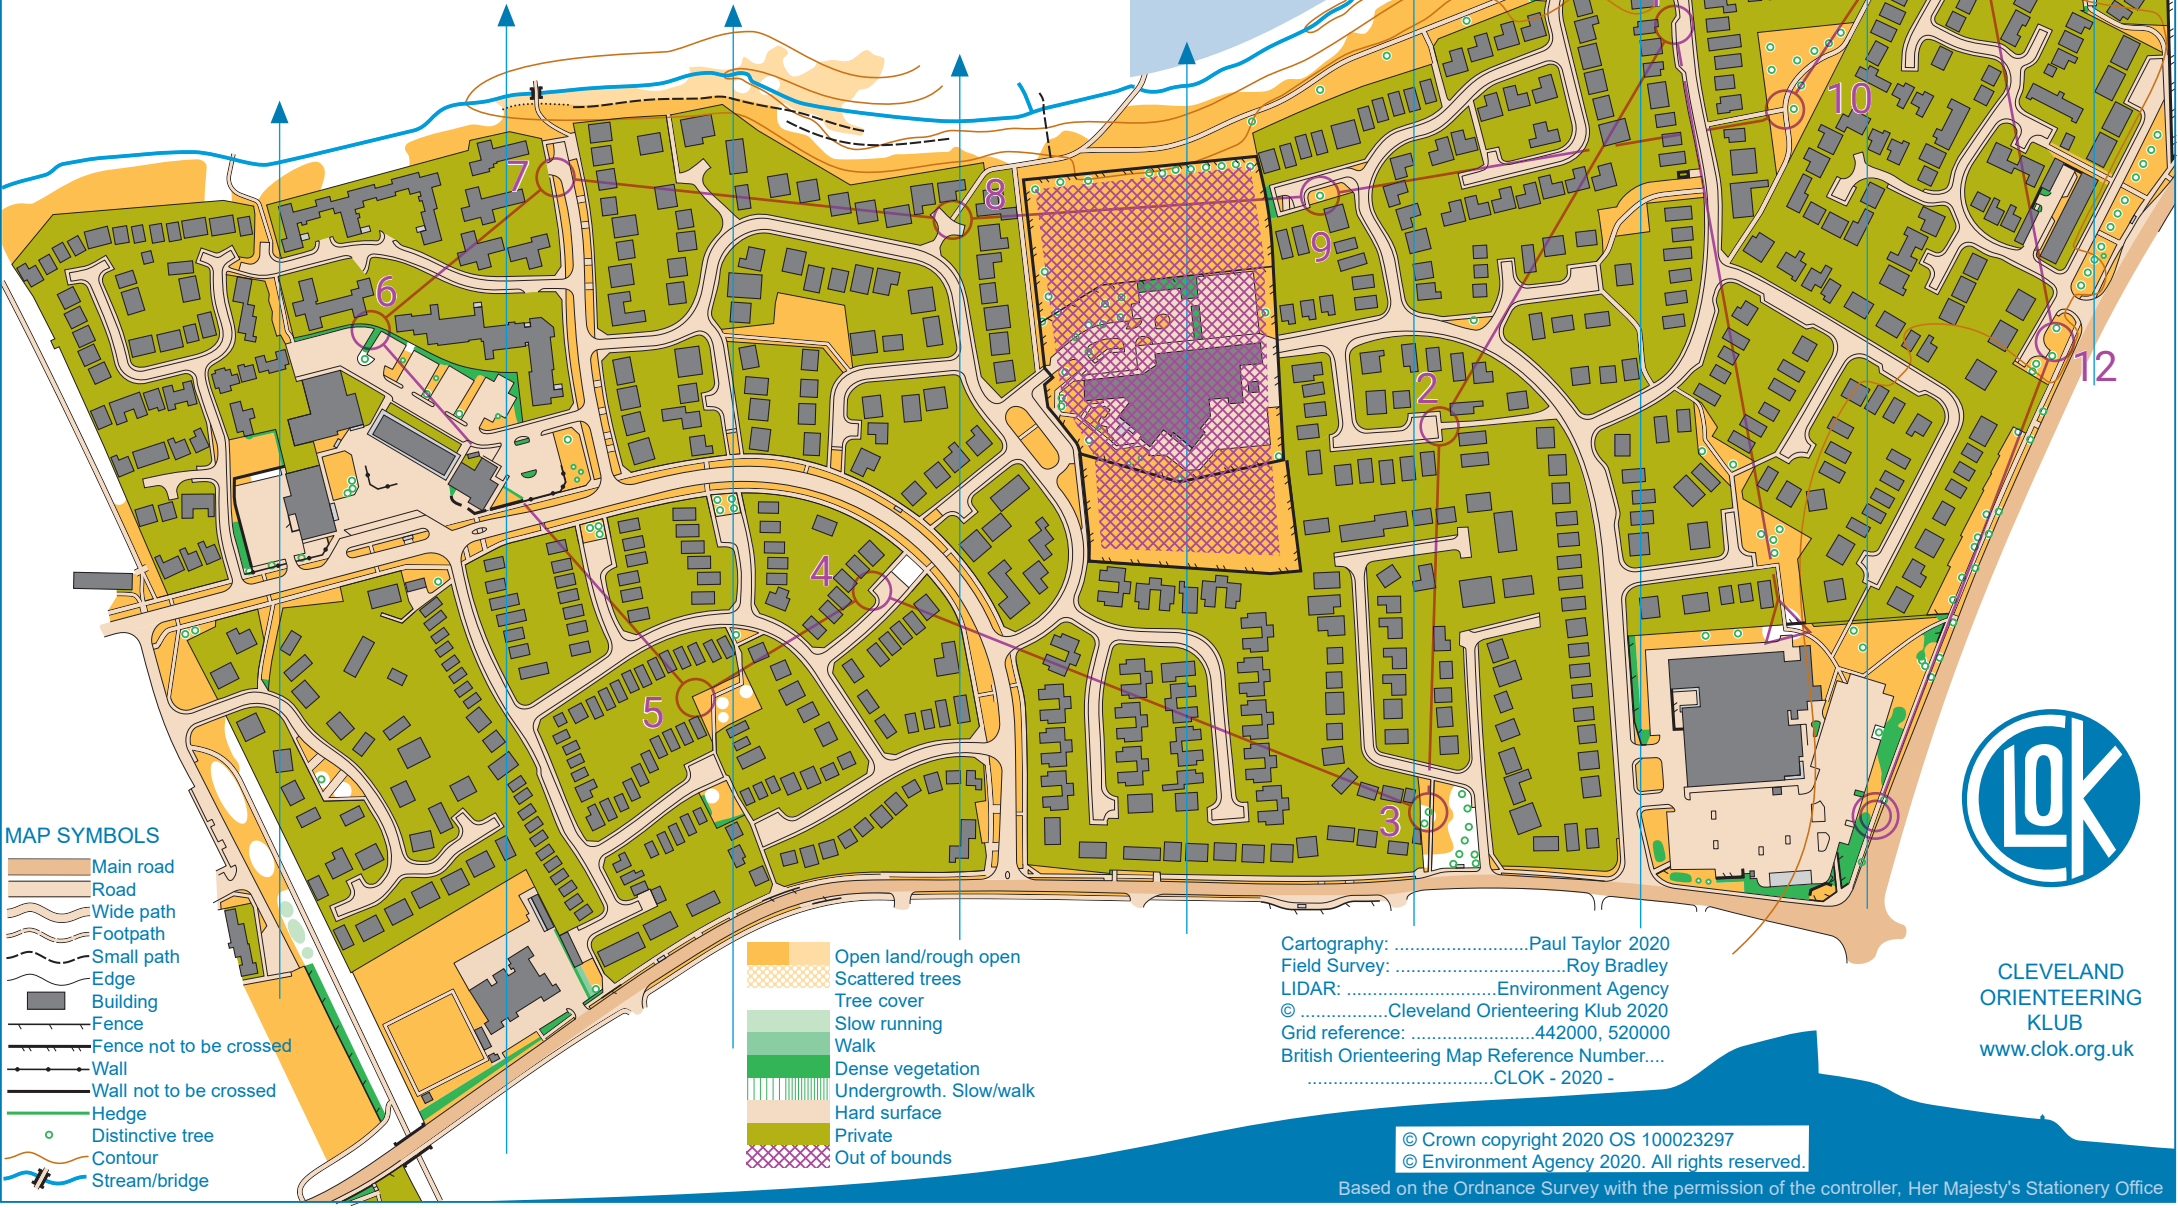 10
7
8
9
6
12
2
4
5
3
MAP SYMBOLS
Main road
Road
Wide path
Footpath
Small path
Edge
Building
Fence
Fence not to be crossed
Wall
Wall not to be crossed
Hedge
Distinctive tree
Contour
Stream/bridge
Open land/rough open
Scattered trees
Tree cover
Slow running
Walk
Dense vegetation
Undergrowth. Slow/walk
Hard surface
Private
Out of bounds
Cartography: ..........................Paul Taylor 2020
Field Survey: .................................Roy Bradley
LIDAR: ............................Environment Agency
© .................Cleveland Orienteering Klub 2020
Grid reference: ........................442000, 520000
British Orienteering Map Reference Number....
....................................CLOK - 2020 -
CLOK
CLEVELAND
ORIENTEERING
KLUB
www.clok.org.uk
© Crown copyright 2020 OS 100023297
© Environment Agency 2020. All rights reserved.
Based on the Ordnance Survey with the permission of the controller, Her Majesty's Stationery Office